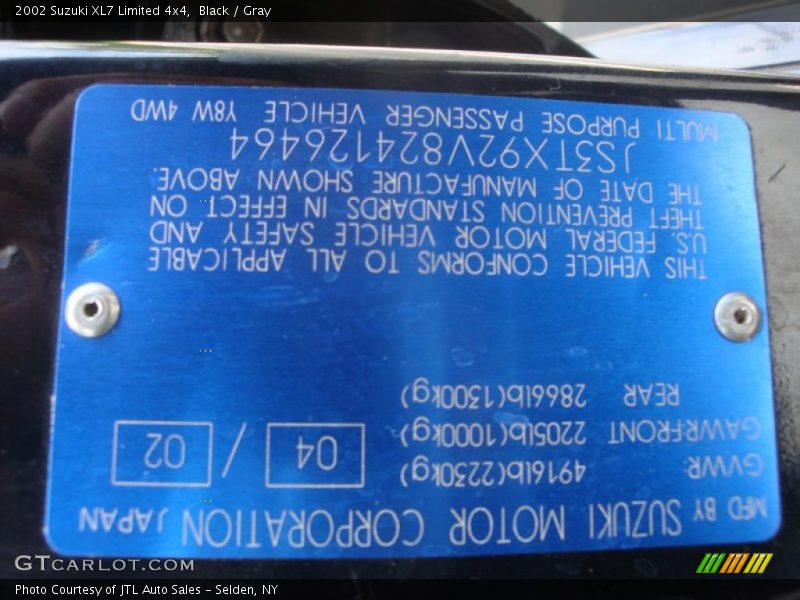 2002 Suzuki XL7 Limited 4x4, Black / Gray
MFD BY SUZUKI MOTOR CORPORATION JAPAN
GVWR 4916lb(2230kg)
04 / 02
GAWR:FRONT 2205lb(1000kg)
REAR 2866lb(1300kg)
THIS VEHICLE CONFORMS TO ALL APPLICABLE
U.S. FEDERAL MOTOR VEHICLE SAFETY AND
THEFT PREVENTION STANDARDS IN EFFECT ON
THE DATE OF MANUFACTURE SHOWN ABOVE.
JS3TX92V824126464
MULTI PURPOSE PASSENGER VEHICLE Y8W 4WD
GTCARLOT.COM
Photo Courtesy of JTL Auto Sales - Selden, NY